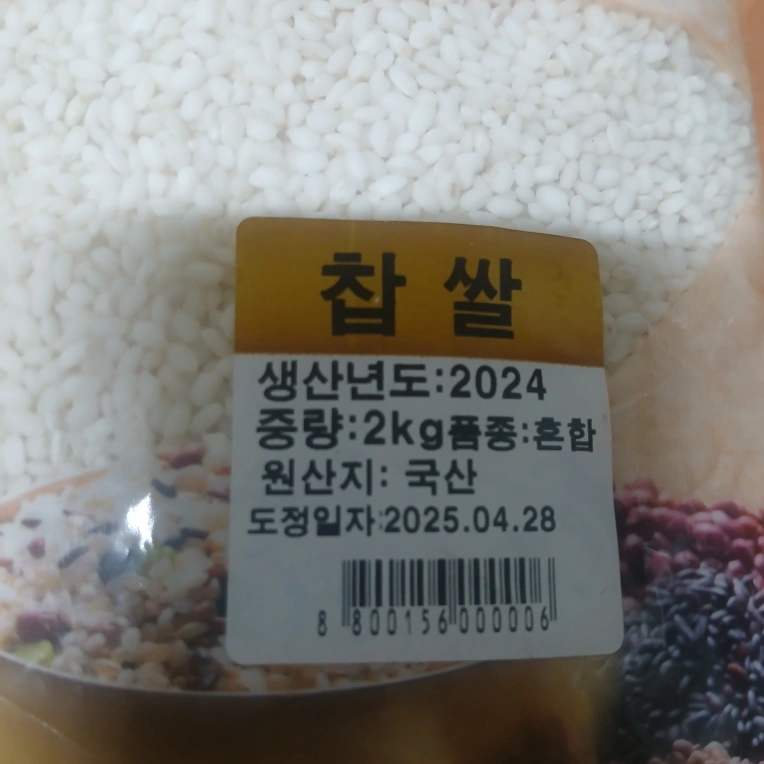 찹쌀
생산년도:2024
중량:2kg품종:혼합
원산지: 국산
도정일자:2025.04.28
8 800156 000006